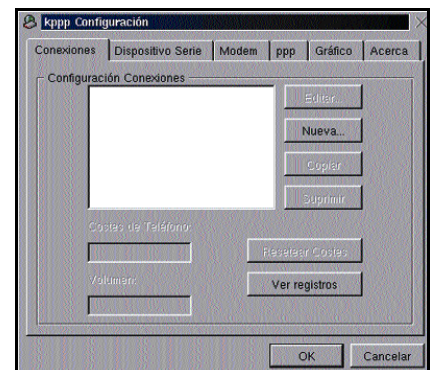 kppp Configuración
Conexiones Dispositivo Serie Modem ppp Gráfico Acerca
Configuración Conexiones
Editar...
Nueva...
Copiar
Suprimir
Costes de Teléfono:
Resetear Costes
Volumen:
Ver registros
OK Cancelar